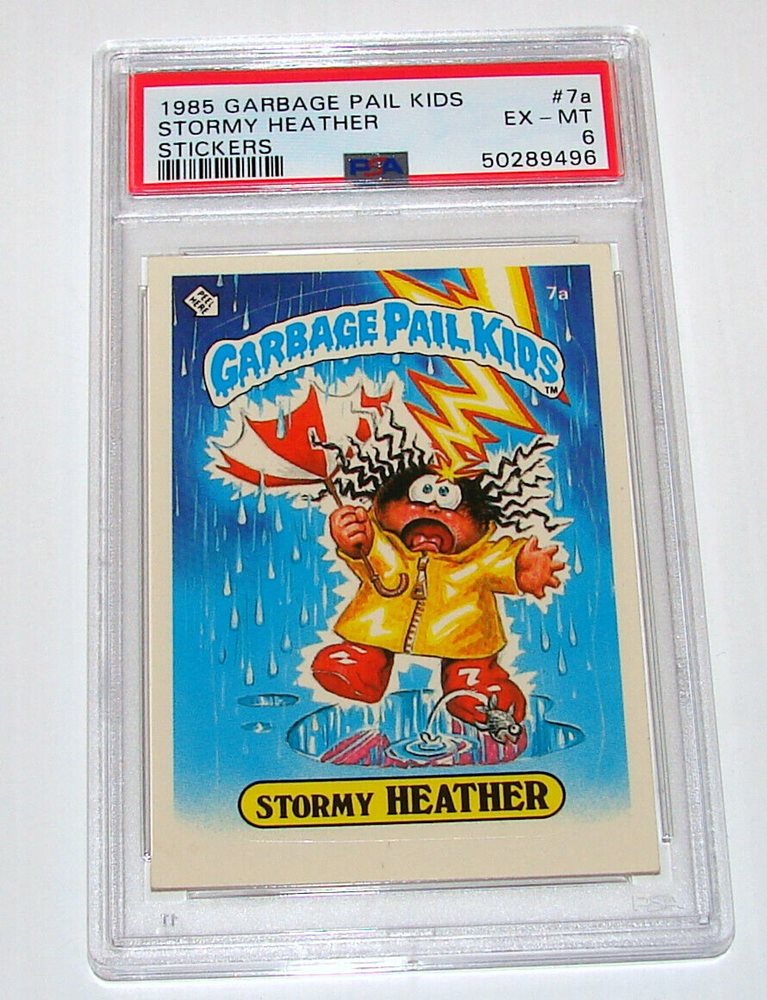 1985 GARBAGE PAIL KIDS #7a
STORMY HEATHER EX - MT
STICKERS 6
PSA 50289496
PEEL
HERE
7a
GARBAGE PAIL KIDS
TM
STORMY HEATHER
PSA